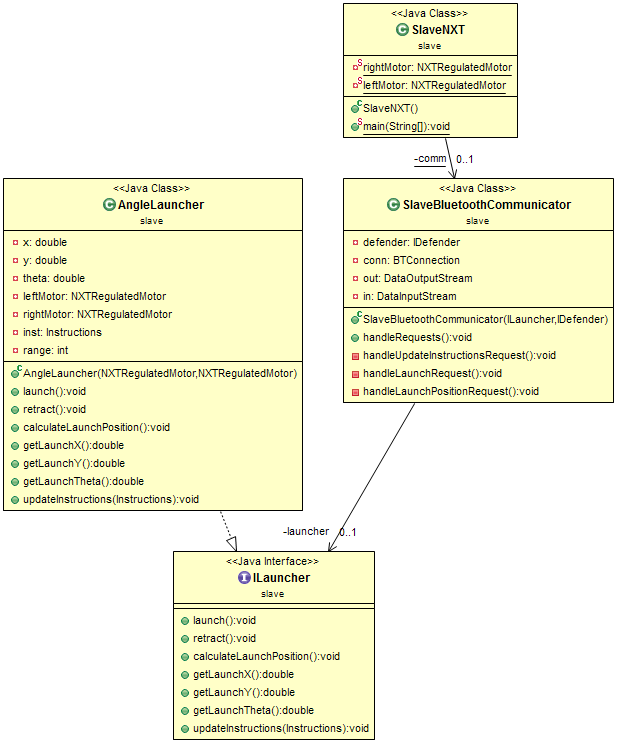 <<Java Class>>
SlaveNXT
slave
rightMotor: NXTRegulatedMotor
leftMotor: NXTRegulatedMotor
SlaveNXT()
main(String[]):void
-comm 0..1
<<Java Class>>
AngleLauncher
slave
x: double
y: double
theta: double
leftMotor: NXTRegulatedMotor
rightMotor: NXTRegulatedMotor
inst: Instructions
range: int
AngleLauncher(NXTRegulatedMotor,NXTRegulatedMotor)
launch():void
retract():void
calculateLaunchPosition():void
getLaunchX():double
getLaunchY():double
getLaunchTheta():double
updateInstructions(Instructions):void
<<Java Class>>
SlaveBluetoothCommunicator
slave
defender: IDefender
conn: BTConnection
out: DataOutputStream
in: DataInputStream
SlaveBluetoothCommunicator(ILauncher,IDefender)
handleRequests():void
handleUpdateInstructionsRequest():void
handleLaunchRequest():void
handleLaunchPositionRequest():void
-launcher 0..1
<<Java Interface>>
ILauncher
slave
launch():void
retract():void
calculateLaunchPosition():void
getLaunchX():double
getLaunchY():double
getLaunchTheta():double
updateInstructions(Instructions):void